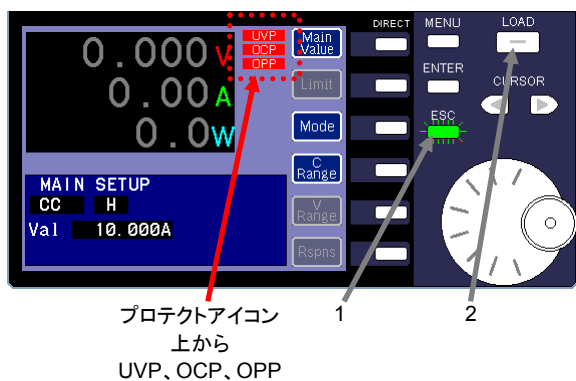 0.000V
0.00A
0.0W
UVP
OCP
OPP
MAIN SETUP
CC H
Val 10.000A
Main
Value
Limit
Mode
C
Range
V
Range
Rspns
DIRECT
MENU
LOAD
ENTER
CURSOR
ESC
プロテクトアイコン
上から
UVP、OCP、OPP
1
2